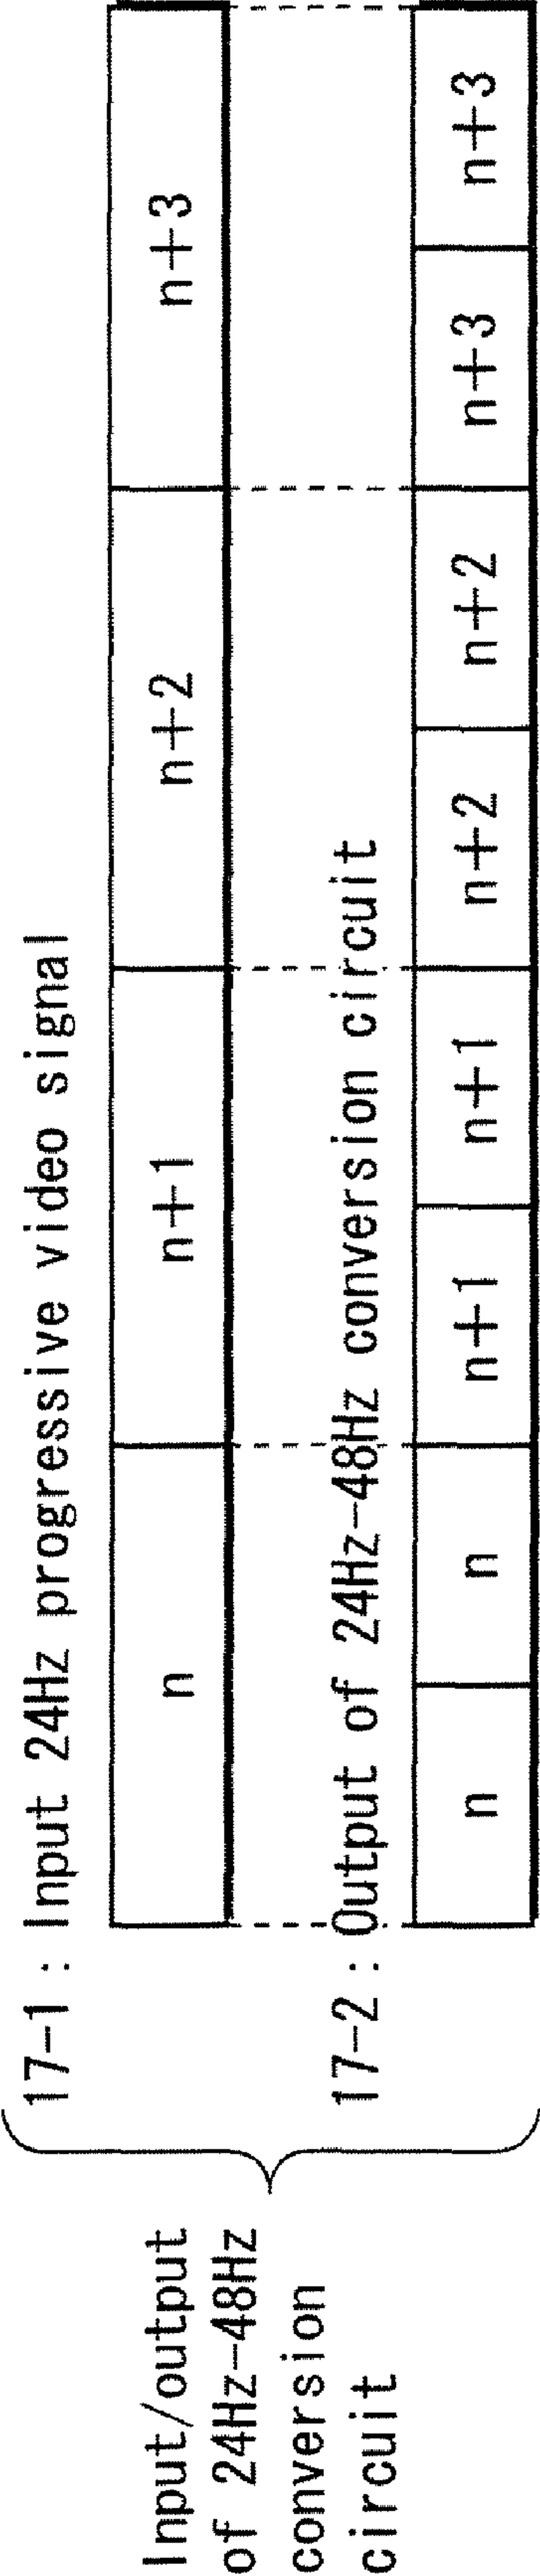 Input/output
of 24Hz-48Hz
conversion
circuit
17-1 : Input 24Hz progressive video signal
n n+1 n+2 n+3
17-2 : Output of 24Hz-48Hz conversion circuit
n n n+1 n+1 n+2 n+2 n+3 n+3